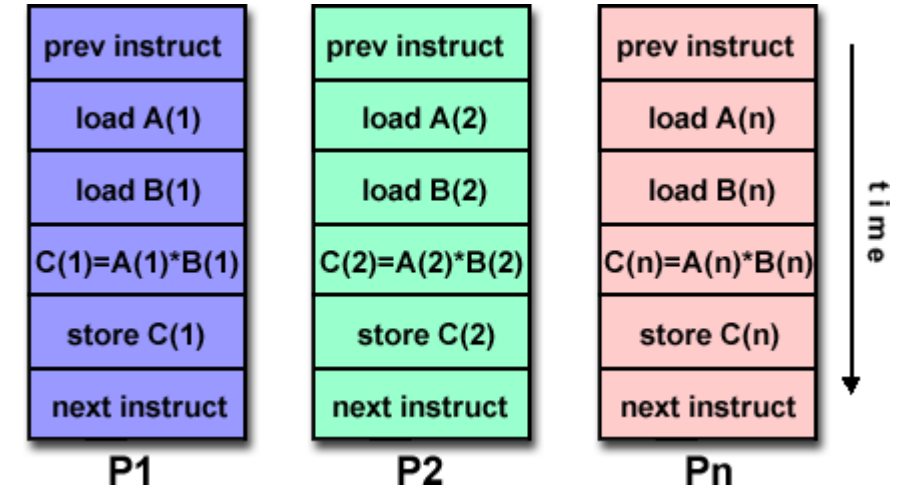 prev instruct
load A(1)
load B(1)
C(1)=A(1)*B(1)
store C(1)
next instruct
P1
prev instruct
load A(2)
load B(2)
C(2)=A(2)*B(2)
store C(2)
next instruct
P2
prev instruct
load A(n)
load B(n)
C(n)=A(n)*B(n)
store C(n)
next instruct
Pn
time